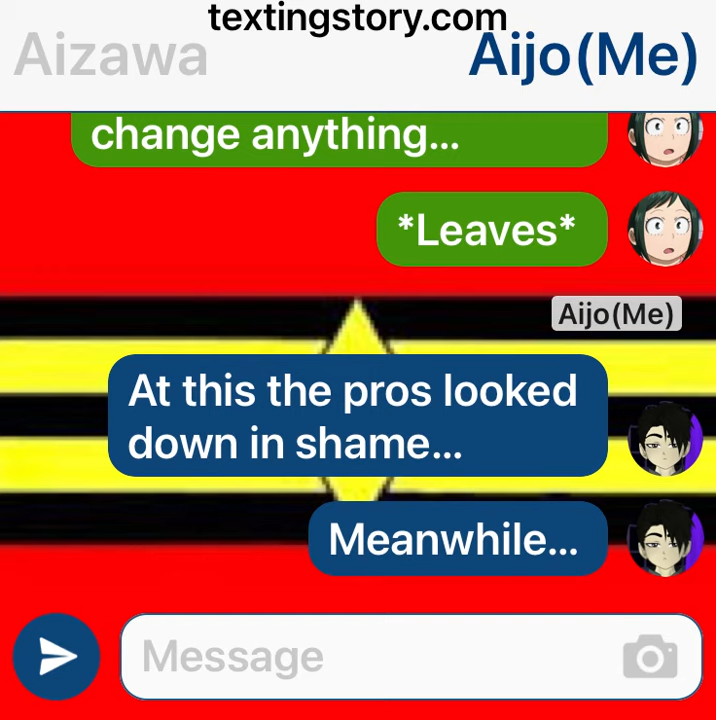 textingstory.com
Aizawa
Aijo(Me)
change anything...
*Leaves*
Aijo(Me)
At this the pros looked
down in shame...
Meanwhile...
Message